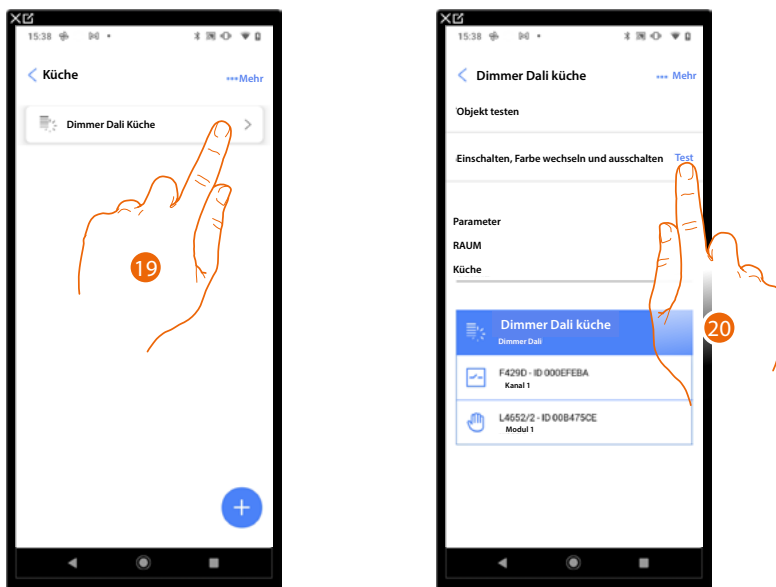 15:38
Küche
Mehr
Dimmer Dali Küche
19
15:38
Dimmer Dali küche
Mehr
Objekt testen
Einschalten, Farbe wechseln und ausschalten Test
Parameter
RAUM
Küche
Dimmer Dali küche
Dimmer Dali
F429D - ID 000EFEBA
Kanal 1
L4652/2 - ID 00B475CE
Modul 1
20